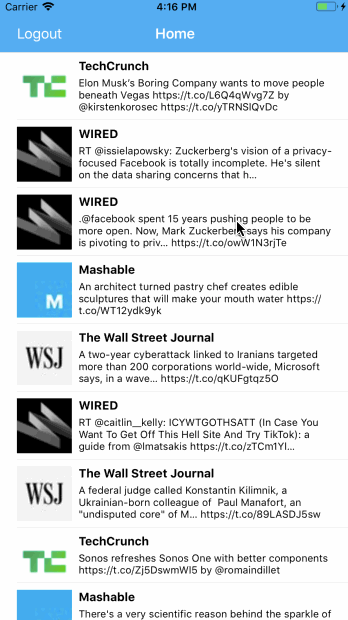 Carrier 4:16 PM
Logout Home
TechCrunch
Elon Musk's Boring Company wants to move people
beneath Vegas https://t.co/L6Q4qWvg7Z by
@kirstenkorosec https://t.co/yTRNSlQvDc
WIRED
RT @issielapowsky: Zuckerberg's vision of a privacy-
focused Facebook is totally incomplete. He's silent
on the data sharing concerns that h...
WIRED
.@facebook spent 15 years pushing people to be
more open. Now, Mark Zuckerberg says his company
is pivoting to priv... https://t.co/owW1N3rjTe
Mashable
An architect turned pastry chef creates edible
sculptures that will make your mouth water https://
t.co/WT12ydk9yk
The Wall Street Journal
A two-year cyberattack linked to Iranians targeted
more than 200 corporations world-wide, Microsoft
says, in a wave... https://t.co/qKUFgtqz5O
WIRED
RT @caitlin__kelly: ICYWTGOTHSATT (In Case You
Want To Get Off This Hell Site And Try TikTok): a
guide from @lmatsakis https://t.co/zTCm1Yl...
The Wall Street Journal
A federal judge called Konstantin Kilimnik, a
Ukrainian-born colleague of Paul Manafort, an
"undisputed core" of M... https://t.co/89LASDJ5sw
TechCrunch
Sonos refreshes Sonos One with better components
https://t.co/Zj5DswmWI5 by @romaindillet
Mashable
There's a very scientific reason behind the sparkle of
TC
M
WSJ
WSJ
TC